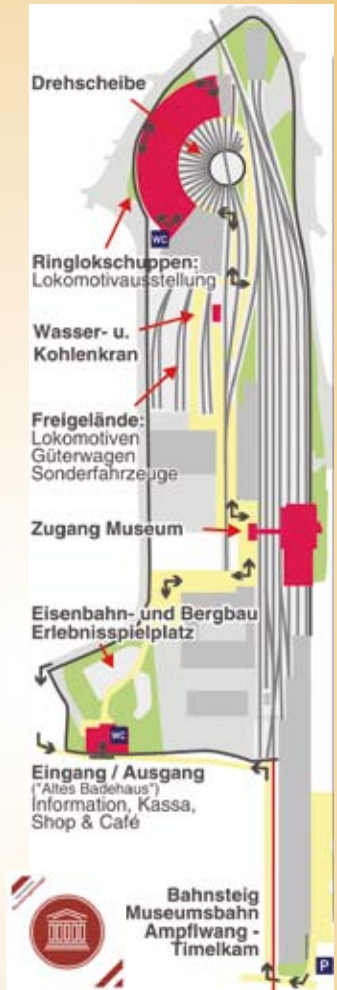 Drehscheibe
WC
Ringlokschuppen:
Lokomotivausstellung
Wasser- u.
Kohlenkran
Freigelände:
Lokomotiven
Güterwagen
Sonderfahrzeuge
Zugang Museum
Eisenbahn- und Bergbau
Erlebnisspielplatz
WC
Eingang / Ausgang
("Altes Badehaus")
Information, Kassa,
Shop & Café
Bahnsteig
Museumsbahn
Ampflwang -
Timelkam
P